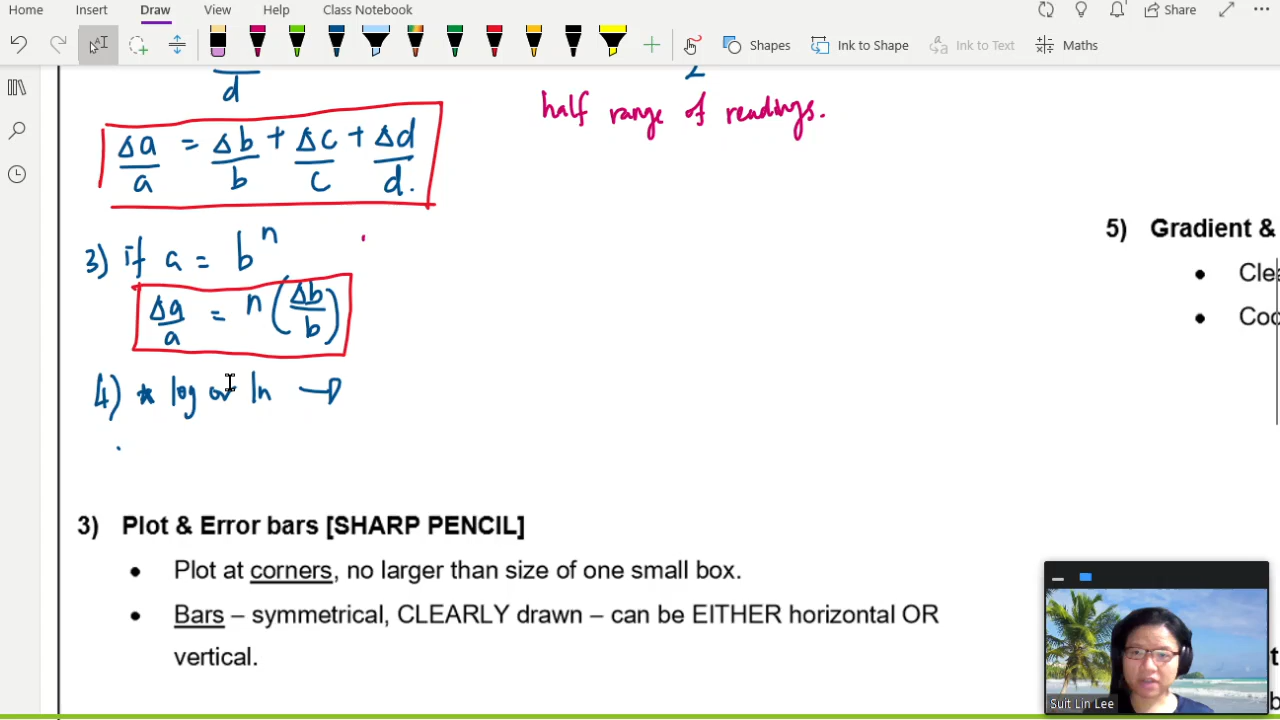 Home Insert Draw View Help Class Notebook
Share
Shapes Ink to Shape Ink to Text Maths
d
2
half range of readings.
Δa/a = Δb/b + Δc/c + Δd/d.
3) if a = b^n
Δa/a = n(Δb/b)
4) * log or ln →
5) Gradient &
• Clea
• Coo
3) Plot & Error bars [SHARP PENCIL]
• Plot at corners, no larger than size of one small box.
• Bars – symmetrical, CLEARLY drawn – can be EITHER horizontal OR
vertical.
Suit Lin Lee